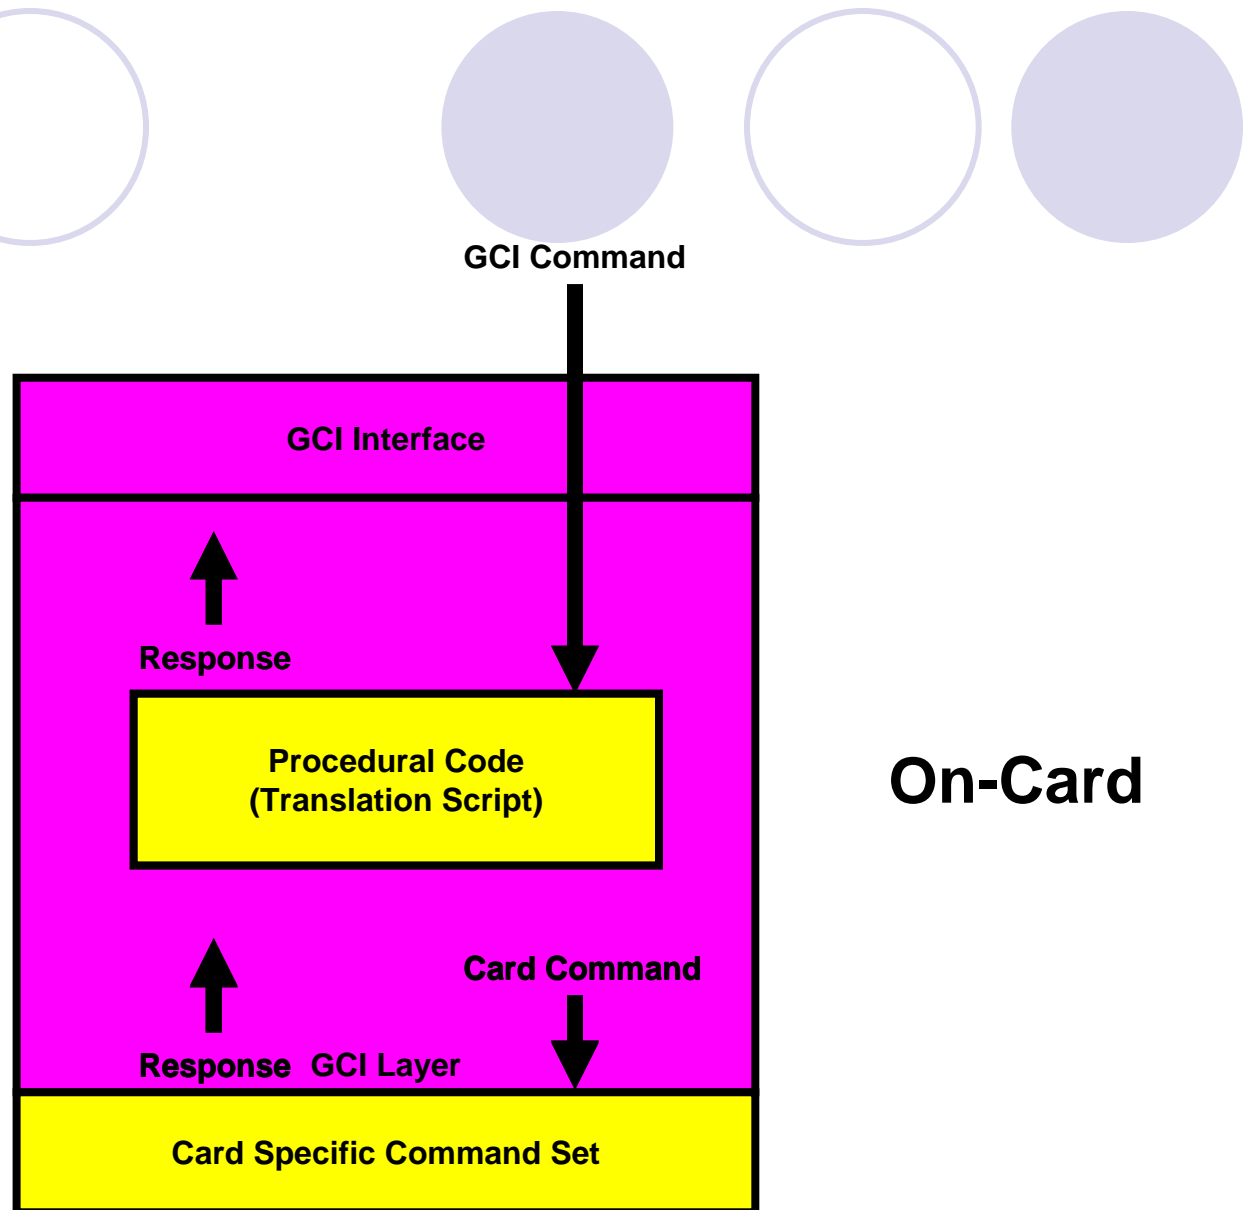 GCI Command
GCI Interface
Response
Procedural Code
(Translation Script)
On-Card
Card Command
Response GCI Layer
Card Specific Command Set